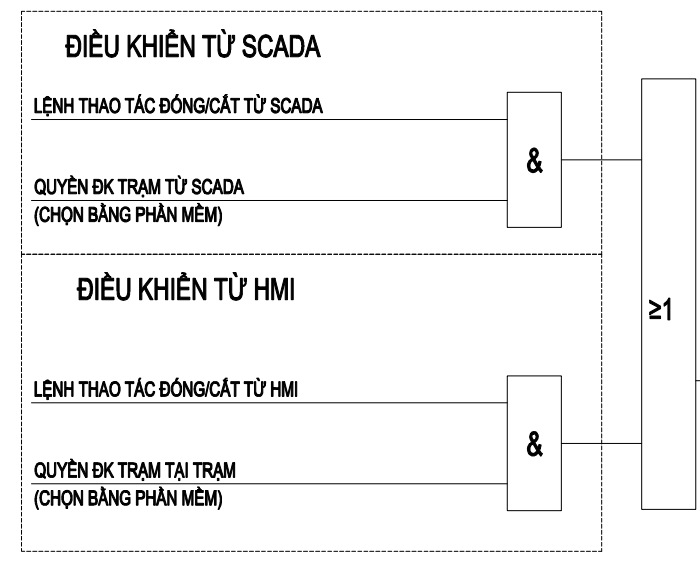 ĐIỀU KHIỂN TỪ SCADA
LỆNH THAO TÁC ĐÓNG/CẮT TỪ SCADA
&
QUYỀN ĐK TRẠM TỪ SCADA
(CHỌN BẰNG PHẦN MỀM)
ĐIỀU KHIỂN TỪ HMI
≥1
LỆNH THAO TÁC ĐÓNG/CẮT TỪ HMI
&
QUYỀN ĐK TRẠM TẠI TRẠM
(CHỌN BẰNG PHẦN MỀM)